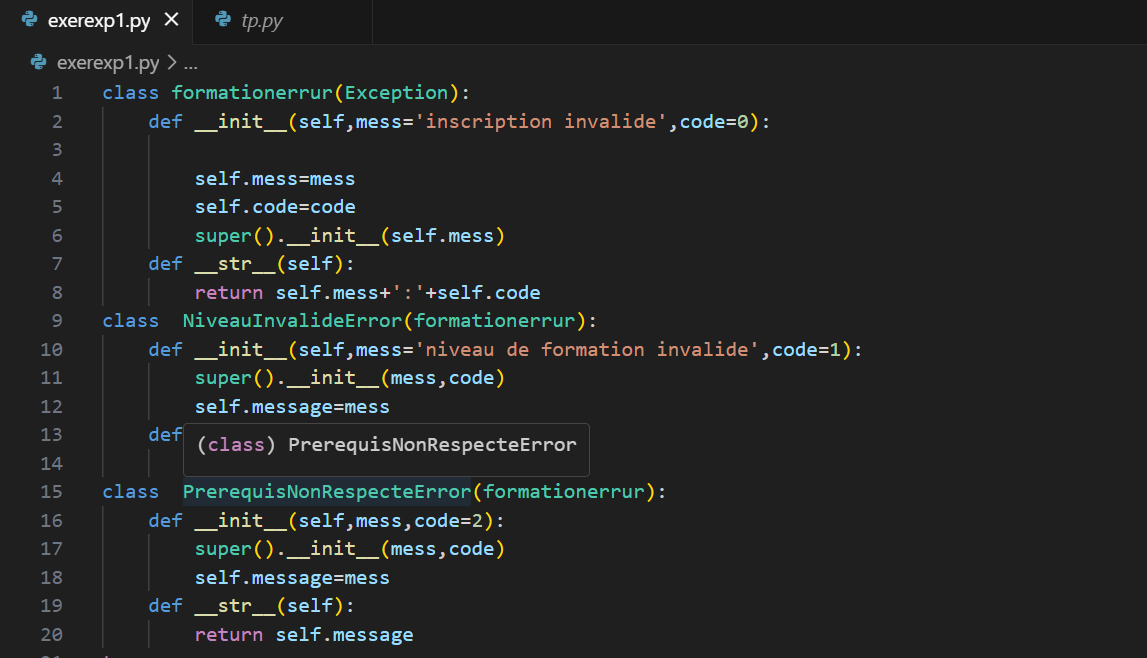 exerexp1.py
tp.py
exerexp1.py > ...
1 class formationerrur(Exception):
2     def __init__(self,mess='inscription invalide',code=0):
3
4         self.mess=mess
5         self.code=code
6         super().__init__(self.mess)
7     def __str__(self):
8         return self.mess+':'+self.code
9 class  NiveauInvalideError(formationerrur):
10     def __init__(self,mess='niveau de formation invalide',code=1):
11         super().__init__(mess,code)
12         self.message=mess
13     def
(class) PrerequisNonRespecteError
14
15 class  PrerequisNonRespecteError(formationerrur):
16     def __init__(self,mess,code=2):
17         super().__init__(mess,code)
18         self.message=mess
19     def __str__(self):
20         return self.message